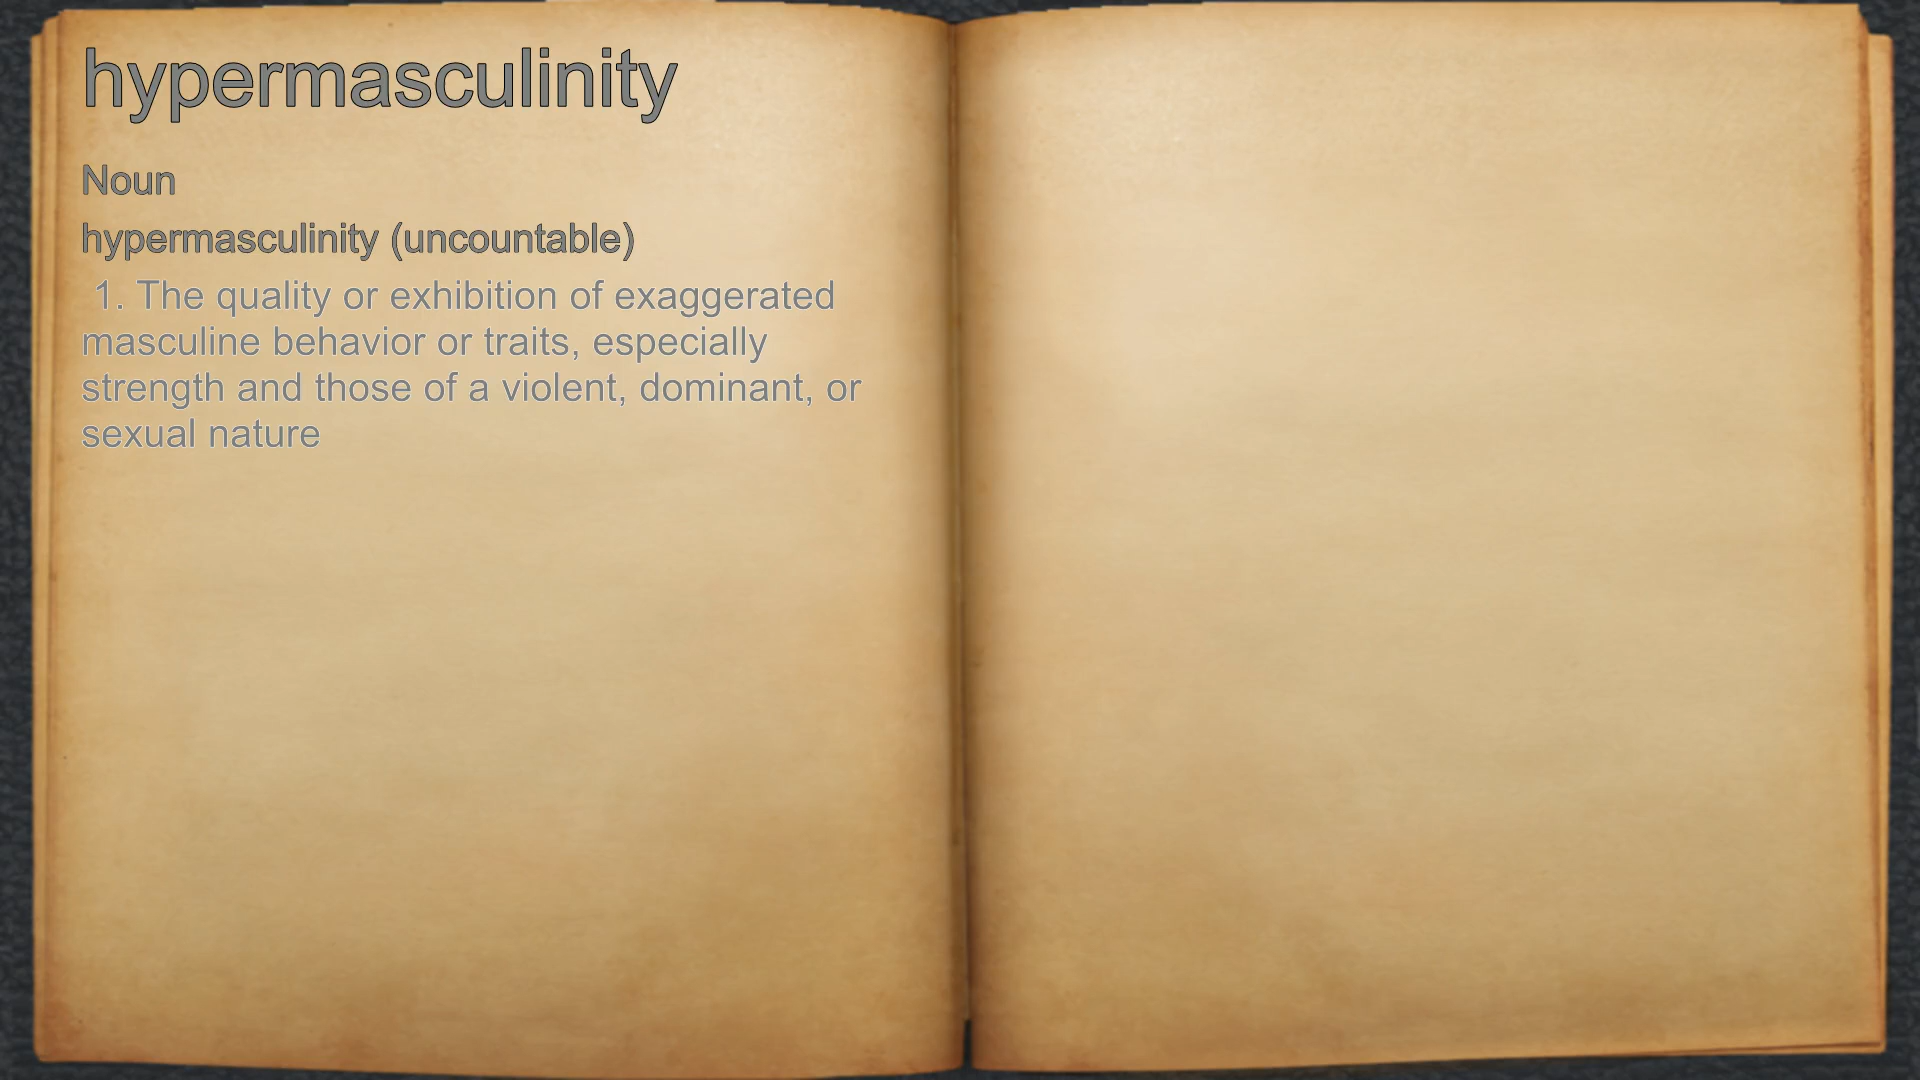 hypermasculinity
Noun
hypermasculinity (uncountable)
1. The quality or exhibition of exaggerated
masculine behavior or traits, especially
strength and those of a violent, dominant, or
sexual nature